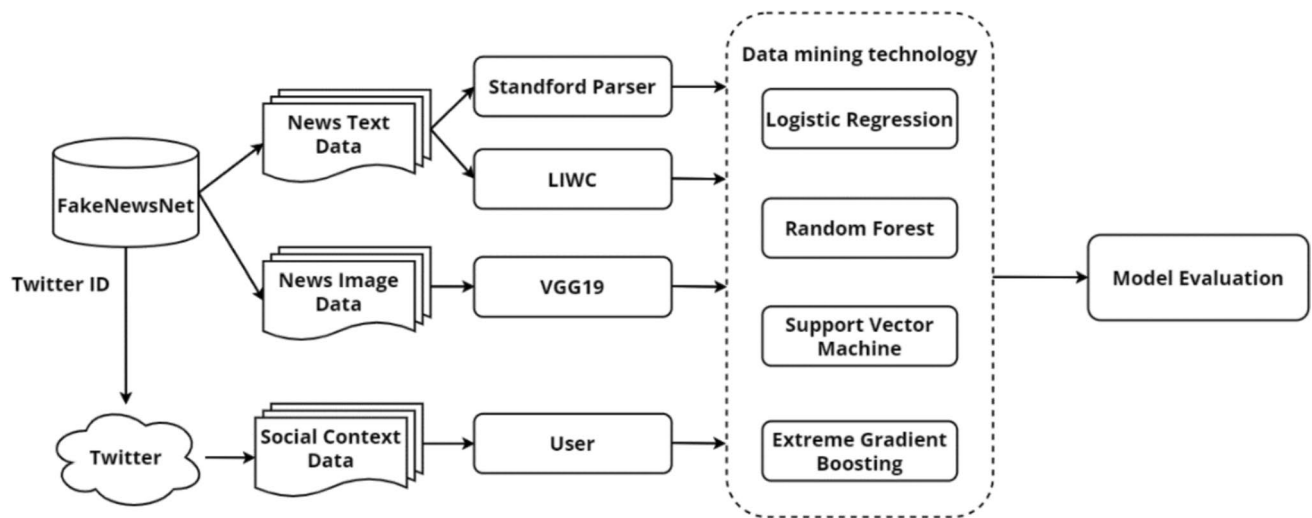 FakeNewsNet
Twitter ID
Twitter
News Text
Data
News Image
Data
Social Context
Data
Standford Parser
LIWC
VGG19
User
Data mining technology
Logistic Regression
Random Forest
Support Vector
Machine
Extreme Gradient
Boosting
Model Evaluation